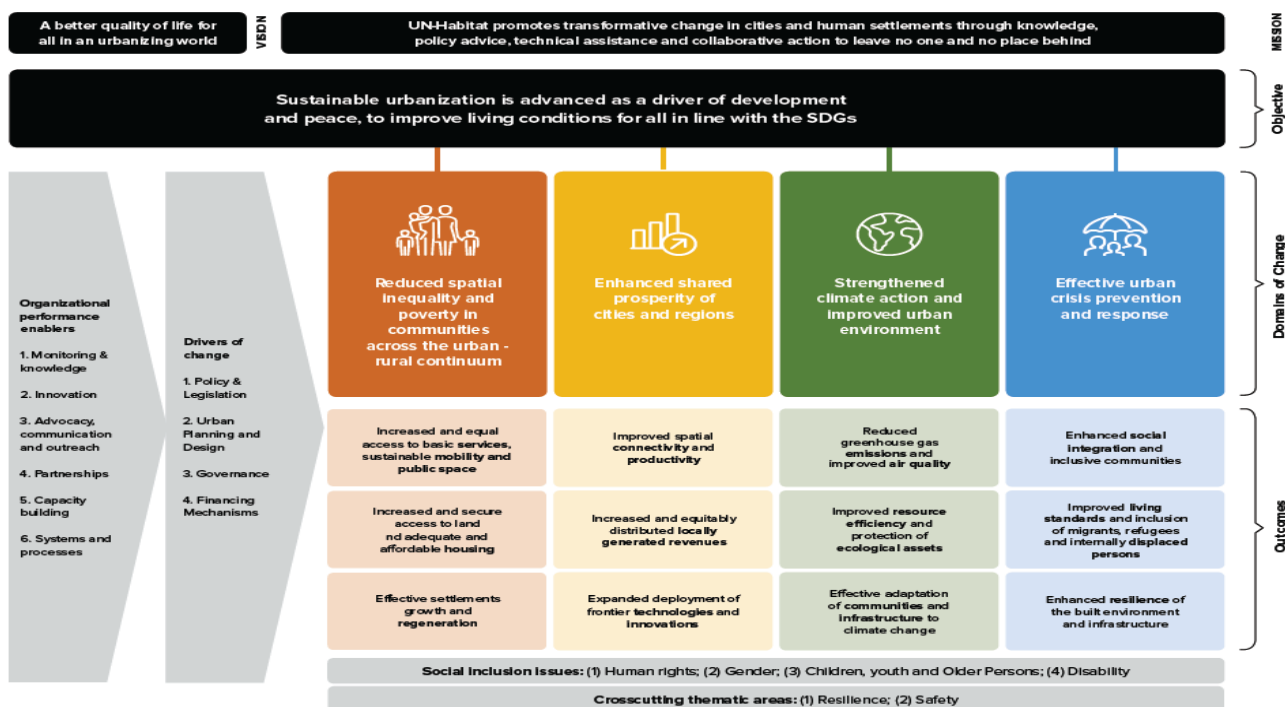 A better quality of life for
all in an urbanizing world
VISION
UN-Habitat promotes transformative change in cities and human settlements through knowledge,
policy advice, technical assistance and collaborative action to leave no one and no place behind
MISSION
Sustainable urbanization is advanced as a driver of development
and peace, to improve living conditions for all in line with the SDGs
Objective
Organizational
performance
enablers
1. Monitoring &
knowledge
2. Innovation
3. Advocacy,
communication
and outreach
4. Partnerships
5. Capacity
building
6. Systems and
processes
Drivers of
change
1. Policy &
Legislation
2. Urban
Planning and
Design
3. Governance
4. Financing
Mechanisms
Reduced spatial
inequality and
poverty in
communities
across the urban -
rural continuum
Enhanced shared
prosperity of
cities and regions
Strengthened
climate action and
improved urban
environment
Effective urban
crisis prevention
and response
Domains of Change
Increased and equal
access to basic services,
sustainable mobility and
public space
Improved spatial
connectivity and
productivity
Reduced
greenhouse gas
emissions and
improved air quality
Enhanced social
integration and
inclusive communities
Increased and secure
access to land
nd adequate and
affordable housing
Increased and equitably
distributed locally
generated revenues
Improved resource
efficiency and
protection of
ecological assets
Improved living
standards and inclusion
of migrants, refugees
and internally displaced
persons
Effective settlements
growth and
regeneration
Expanded deployment of
frontier technologies and
innovations
Effective adaptation
of communities and
infrastructure to
climate change
Enhanced resilience of
the built environment
and infrastructure
Outcomes
Social inclusion issues: (1) Human rights; (2) Gender; (3) Children, youth and Older Persons; (4) Disability
Crosscutting thematic areas: (1) Resilience; (2) Safety